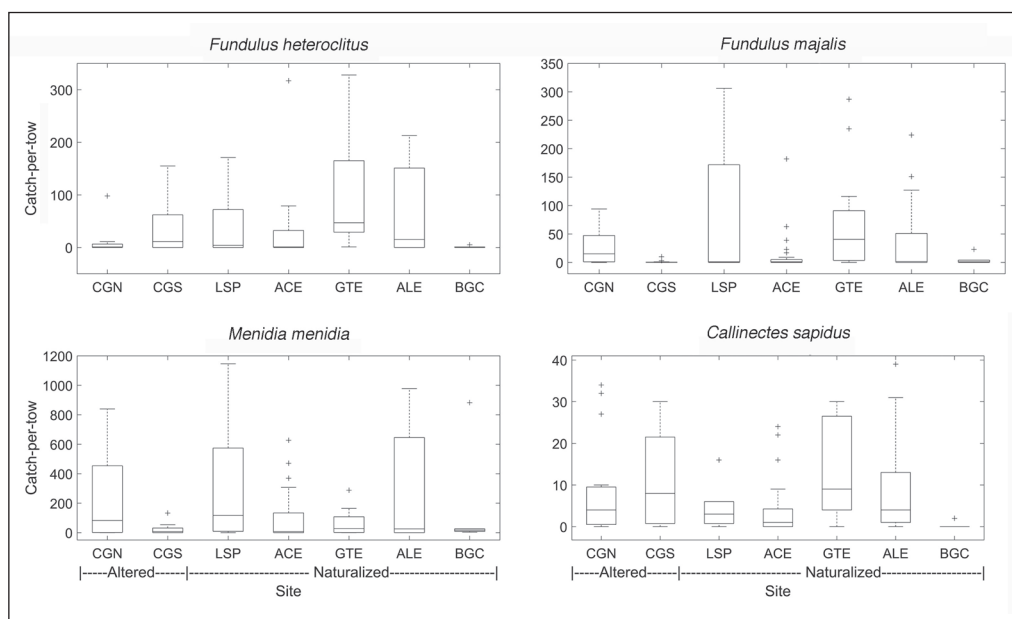 Fundulus heteroclitus
Catch-per-tow
300
200
100
0
CGN CGS LSP ACE GTE ALE BGC
Fundulus majalis
350
300
250
200
150
100
50
0
CGN CGS LSP ACE GTE ALE BGC
Menidia menidia
Catch-per-tow
1200
1000
800
600
400
200
0
CGN CGS LSP ACE GTE ALE BGC
|-----Altered-----|---------------------Naturalized---------------------|
Site
Callinectes sapidus
40
30
20
10
0
CGN CGS LSP ACE GTE ALE BGC
|-----Altered-----|---------------------Naturalized---------------------|
Site